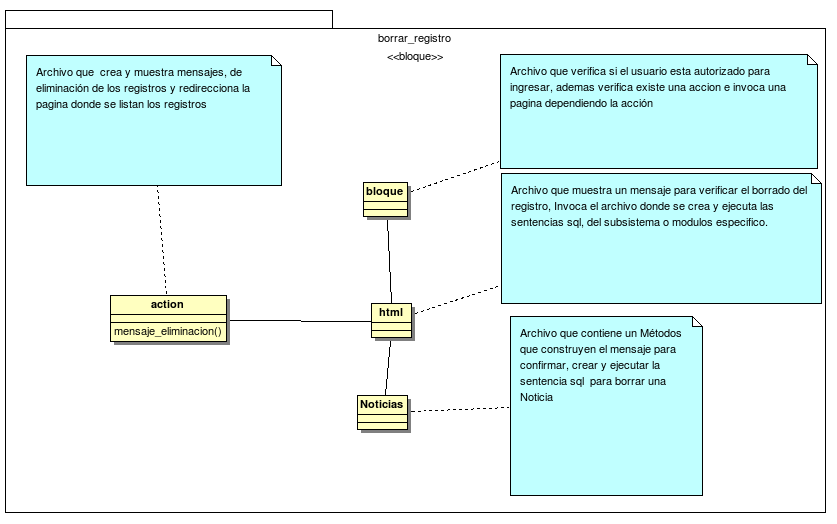 borrar_registro
<<bloque>>
Archivo que  crea y muestra mensajes, de
eliminación de los registros y redirecciona la
pagina donde se listan los registros
Archivo que verifica si el usuario esta autorizado para
ingresar, ademas verifica existe una accion e invoca una
pagina dependiendo la acción
bloque
Archivo que muestra un mensaje para verificar el borrado del
registro, Invoca el archivo donde se crea y ejecuta las
sentencias sql, del subsistema o modulos especifico.
action
mensaje_eliminacion()
html
Archivo que contiene un Métodos
que construyen el mensaje para
confirmar, crear y ejecutar la
sentencia sql  para borrar una
Noticia
Noticias